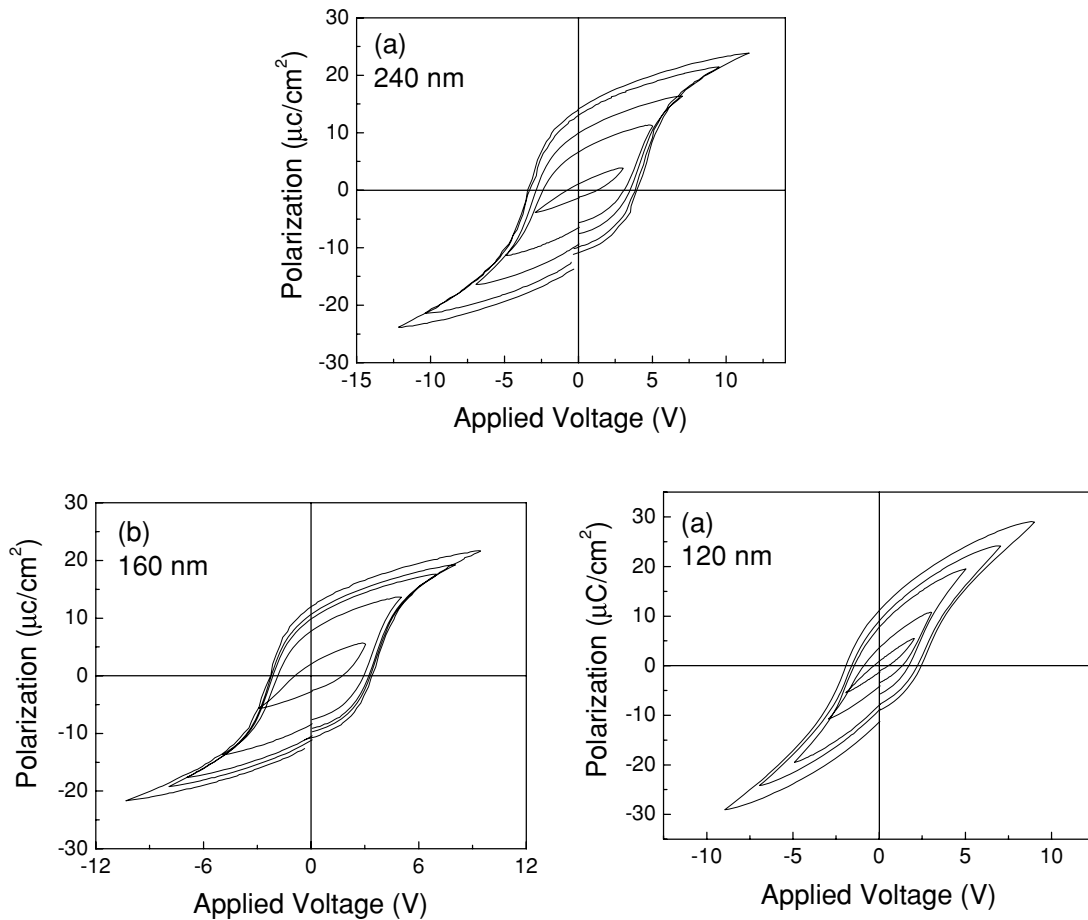 30
20
10
0
-10
-20
-30
-15 -10 -5 0 5 10
(a)
240 nm
Polarization (μc/cm²)
Applied Voltage (V)
30
20
10
0
-10
-20
-30
-12 -6 0 6 12
(b)
160 nm
Polarization (μc/cm²)
Applied Voltage (V)
30
20
10
0
-10
-20
-30
-10 -5 0 5 10
(a)
120 nm
Polarization (μC/cm²)
Applied Voltage (V)